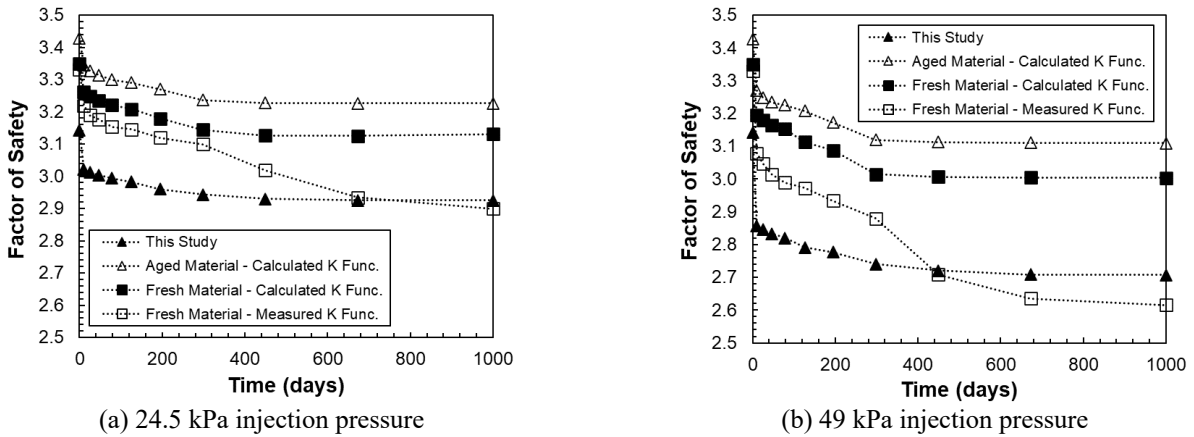 3.5
3.4
3.3
3.2
3.1
3.0
2.9
2.8
2.7
2.6
2.5
Factor of Safety
This Study
Aged Material - Calculated K Func.
Fresh Material - Calculated K Func.
Fresh Material - Measured K Func.
0 200 400 600 800 1000
Time (days)
(a) 24.5 kPa injection pressure
3.5
3.4
3.3
3.2
3.1
3.0
2.9
2.8
2.7
2.6
2.5
Factor of Safety
This Study
Aged Material - Calculated K Func.
Fresh Material - Calculated K Func.
Fresh Material - Measured K Func.
0 200 400 600 800 1000
Time (days)
(b) 49 kPa injection pressure